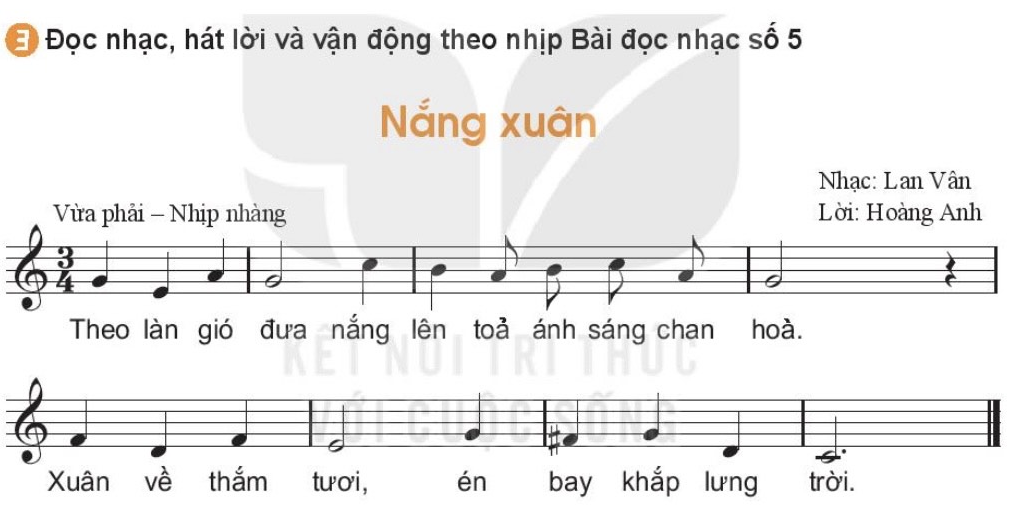 3 Đọc nhạc, hát lời và vận động theo nhịp Bài đọc nhạc số 5
Nắng xuân
Nhạc: Lan Vân
Vừa phải – Nhịp nhàng
Lời: Hoàng Anh
3
4
Theo làn gió đưa nắng lên toả ánh sáng chan hoà.
KẾT NỐI TRI THỨC
VỚI CUỘC SỐNG
Xuân về thắm tươi, én bay khắp lưng trời.